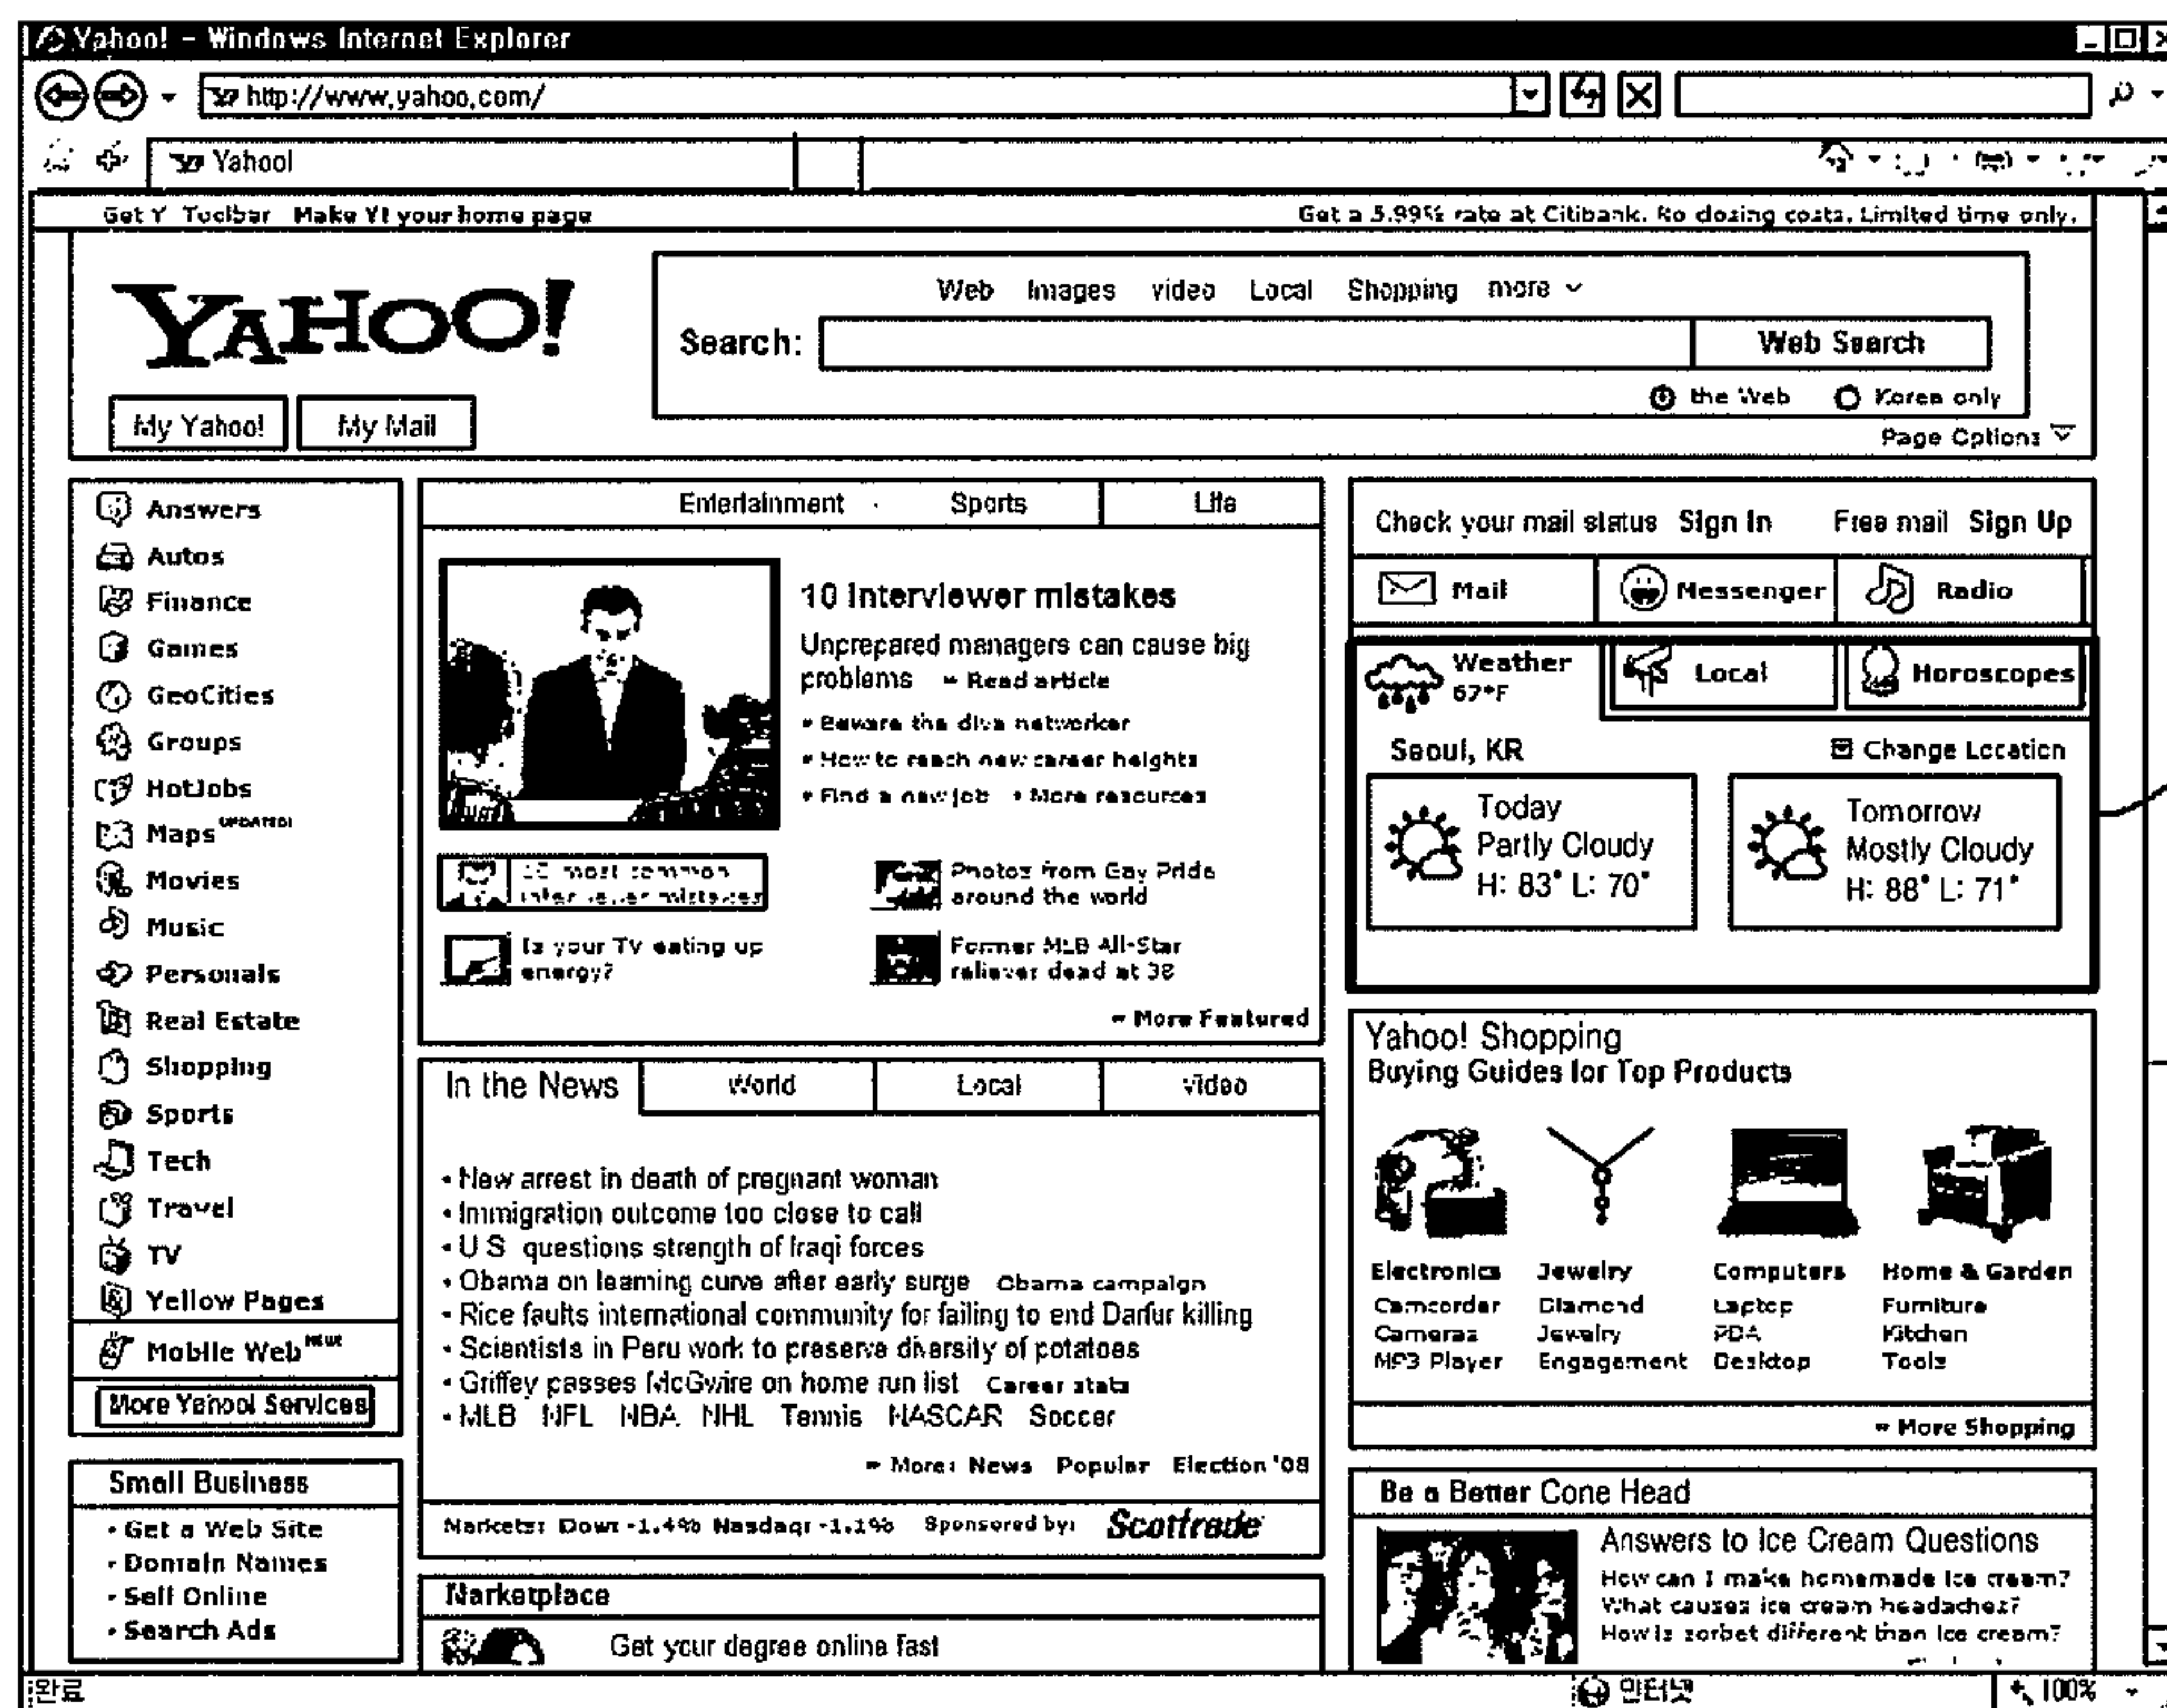 Yahoo! - Windows Internet Explorer
http://www.yahoo.com/
Yahoo!
Get Y Toolbar Make Y! your home page
Get a 5.99% rate at Citibank. No closing costs. Limited time only.
YAHOO!
Web Images video Local Shopping more
Search: Web Search
the Web Korea only
My Yahoo! My Mail
Page Options
Answers
Autos
Finance
Games
GeoCities
Groups
HotJobs
Maps UPDATED!
Movies
Music
Personals
Real Estate
Shopping
Sports
Tech
Travel
TV
Yellow Pages
Mobile Web NEW!
More Yahoo! Services
Small Business
• Get a Web Site
• Domain Names
• Sell Online
• Search Ads
Entertainment Sports Life
10 Interviewer mistakes
Unprepared managers can cause big
problems » Read article
• Beware the diva networker
• How to reach new career heights
• Find a new job • More resources
10 most common
interviewer mistakes
Photos from Gay Pride
around the world
Is your TV eating up
energy?
Former MLB All-Star
reliever dead at 38
» More Featured
In the News World Local video
• New arrest in death of pregnant woman
• Immigration outcome too close to call
• U S questions strength of Iraqi forces
• Obama on learning curve after early surge Obama campaign
• Rice faults international community for failing to end Darfur killing
• Scientists in Peru work to preserve diversity of potatoes
• Griffey passes McGwire on home run list Career stats
• MLB NFL NBA NHL Tennis NASCAR Soccer
» More: News Popular Election '08
Markets: Dow: -1.4% Nasdaq: -1.1% Sponsored by: Scottrade
Marketplace
Get your degree online fast
Check your mail status Sign In Free mail Sign Up
Mail Messenger Radio
Weather
67°F
Local Horoscopes
Seoul, KR Change Location
Today
Partly Cloudy
H: 83° L: 70°
Tomorrow
Mostly Cloudy
H: 88° L: 71°
Yahoo! Shopping
Buying Guides for Top Products
Electronics Jewelry Computers Home & Garden
Camcorder Diamond Laptop Furniture
Cameras Jewelry PDA Kitchen
MP3 Player Engagement Desktop Tools
» More Shopping
Be a Better Cone Head
Answers to Ice Cream Questions
How can I make homemade ice cream?
What causes ice cream headaches?
How is sorbet different than ice cream?
완료 인터넷 100%